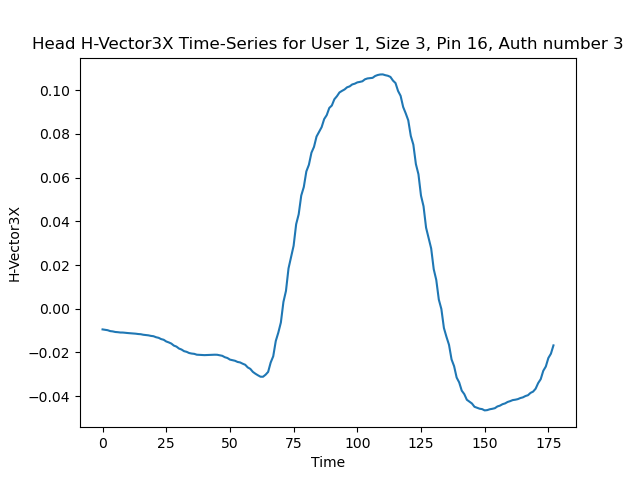 Head H-Vector3X Time-Series for User 1, Size 3, Pin 16, Auth number 3
H-Vector3X
0.10
0.08
0.06
0.04
0.02
0.00
−0.02
−0.04
0 25 50 75 100 125 150 175
Time